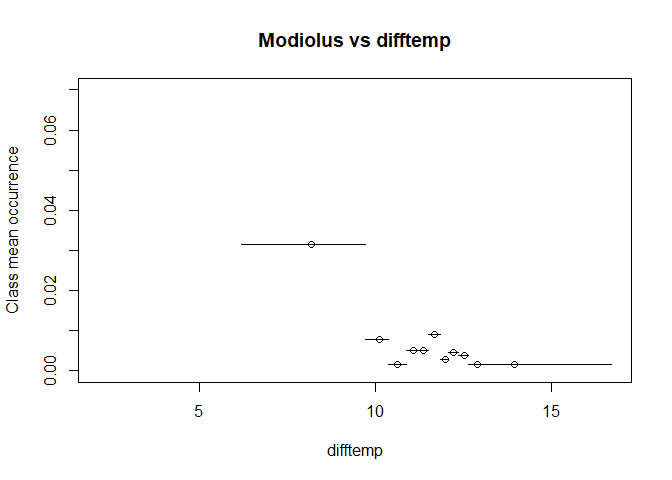 Modiolus vs difftemp
Class mean occurrence
0.06
0.04
0.02
0.00
5 10 15
difftemp